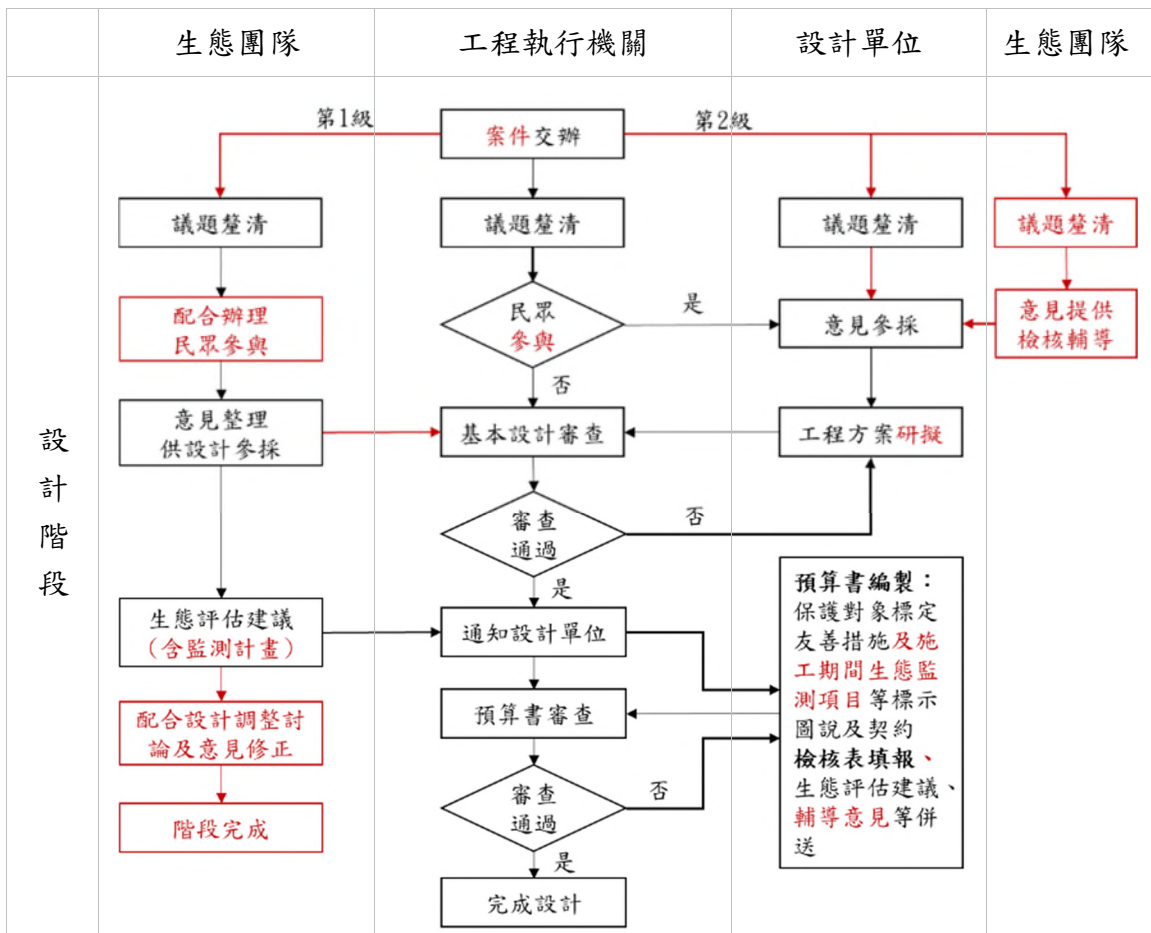 生態團隊
工程執行機關
設計單位
生態團隊
設
計
階
段
第1級
案件交辦
第2級
議題釐清
議題釐清
議題釐清
議題釐清
配合辦理
民眾參與
民眾
參與
是
意見參採
意見提供
檢核輔導
否
意見整理
供設計參採
基本設計審查
工程方案研擬
審查
通過
否
是
生態評估建議
（含監測計畫）
通知設計單位
預算書編製：
保護對象標定
友善措施及施
工期間生態監
測項目等標示
圖說及契約
檢核表填報、
生態評估建議、
輔導意見等併
送
配合設計調整討
論及意見修正
預算書審查
階段完成
審查
通過
否
是
完成設計